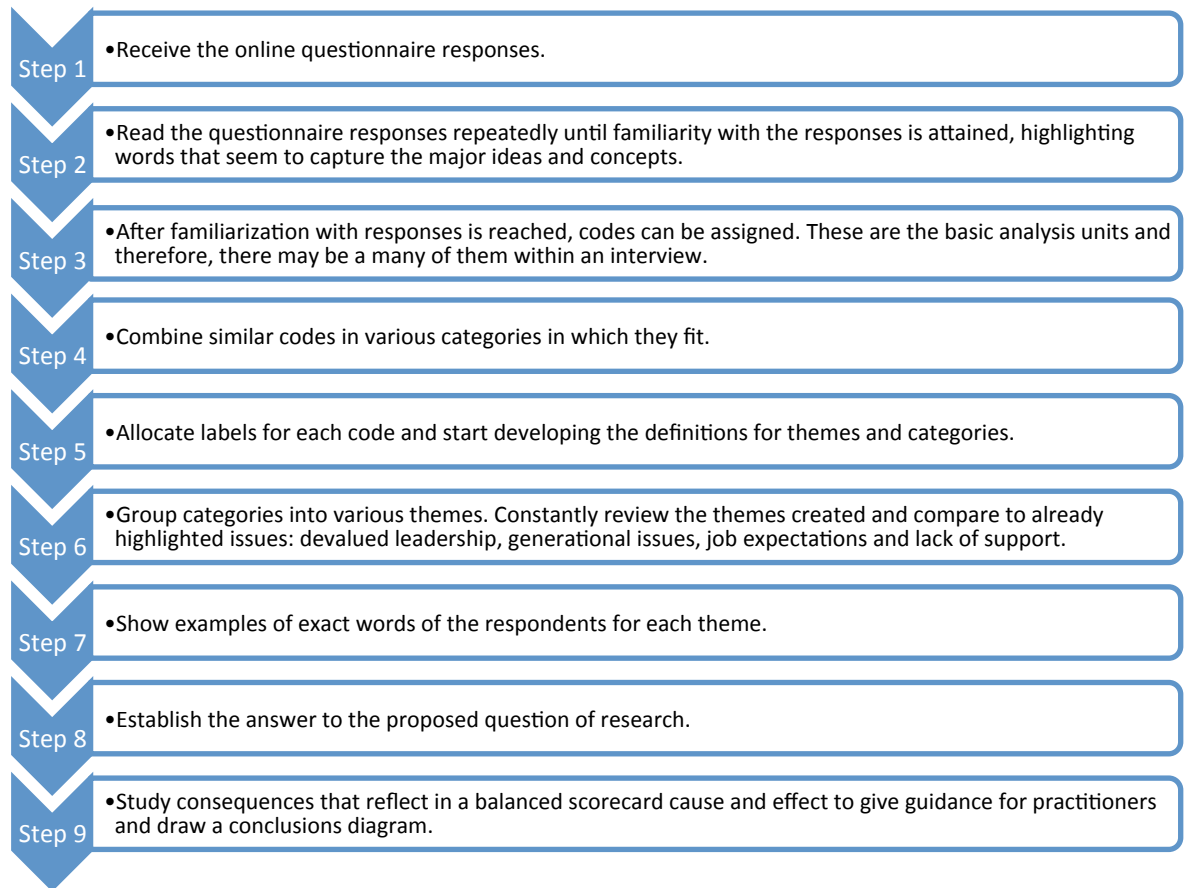 Step 1
•Receive the online questionnaire responses.
Step 2
•Read the questionnaire responses repeatedly until familiarity with the responses is attained, highlighting
words that seem to capture the major ideas and concepts.
Step 3
•After familiarization with responses is reached, codes can be assigned. These are the basic analysis units and
therefore, there may be a many of them within an interview.
Step 4
•Combine similar codes in various categories in which they fit.
Step 5
•Allocate labels for each code and start developing the definitions for themes and categories.
Step 6
•Group categories into various themes. Constantly review the themes created and compare to already
highlighted issues: devalued leadership, generational issues, job expectations and lack of support.
Step 7
•Show examples of exact words of the respondents for each theme.
Step 8
•Establish the answer to the proposed question of research.
Step 9
•Study consequences that reflect in a balanced scorecard cause and effect to give guidance for practitioners
and draw a conclusions diagram.